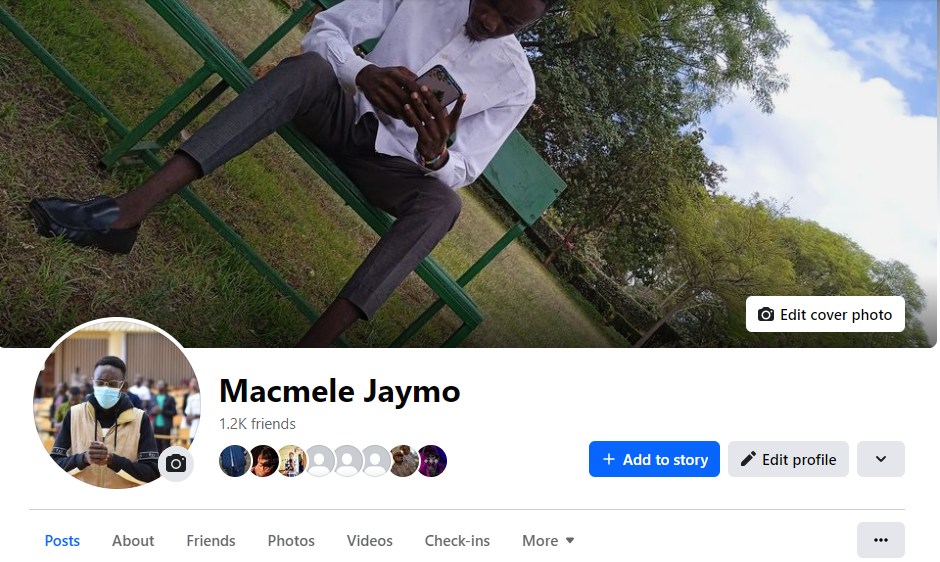 Edit cover photo
Macmele Jaymo
1.2K friends
+ Add to story
Edit profile
Posts
About
Friends
Photos
Videos
Check-ins
More